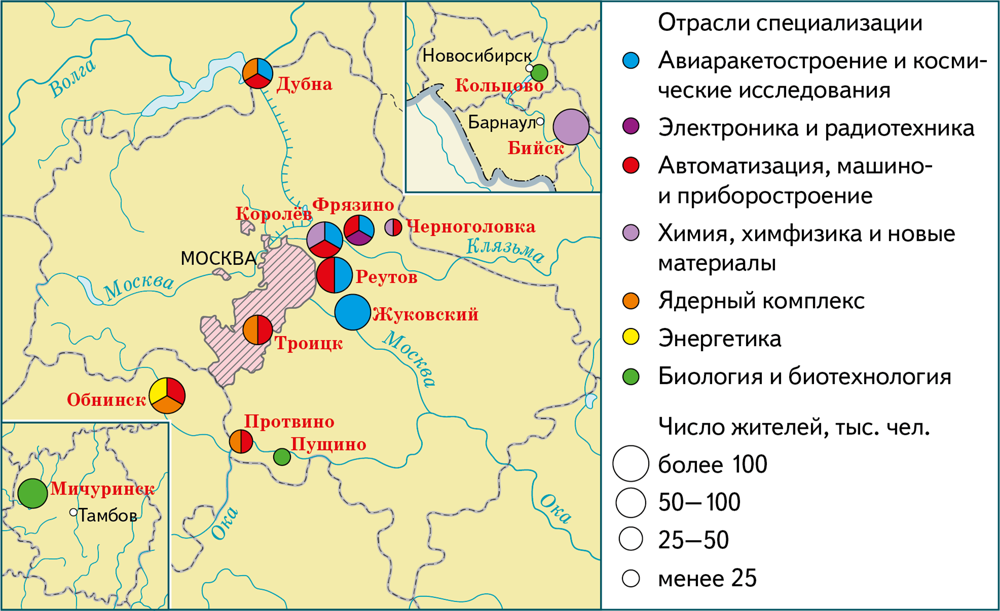 Волга
Дубна
Новосибирск
Кольцово
Барнаул
Бийск
Королёв
Фрязино
Черноголовка
Клязьма
МОСКВА
Москва
Реутов
Жуковский
Троицк
Москва
Обнинск
Протвино
Пущино
Мичуринск
Тамбов
Ока
Ока
Отрасли специализации
Авиаракетостроение и косми-
ческие исследования
Электроника и радиотехника
Автоматизация, машино-
и приборостроение
Химия, химфизика и новые
материалы
Ядерный комплекс
Энергетика
Биология и биотехнология
Число жителей, тыс. чел.
более 100
50—100
25—50
менее 25